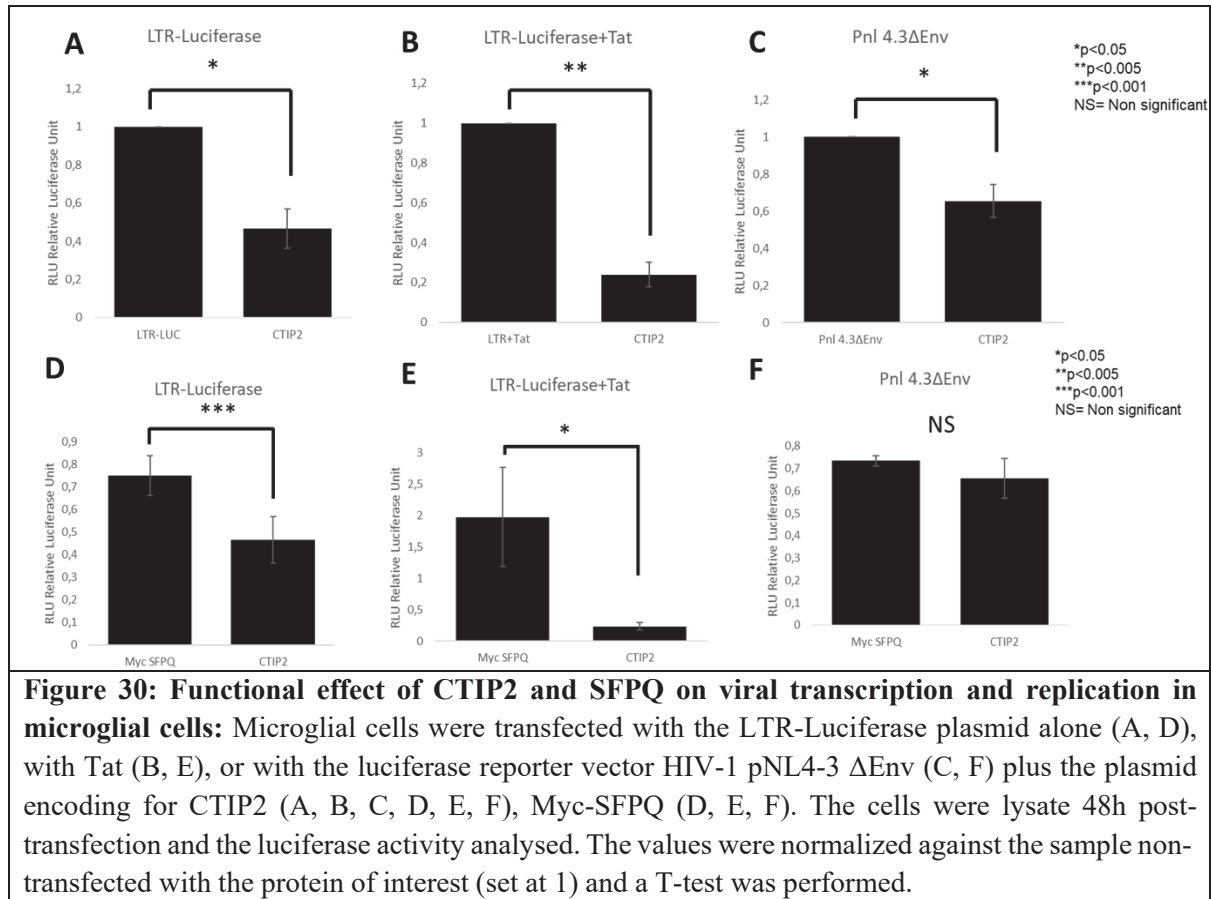 A
LTR-Luciferase
*
RLU Relative Luciferase Unit
1,2
1
0,8
0,6
0,4
0,2
0
LTR-LUC
CTIP2
B
LTR-Luciferase+Tat
**
RLU Relative Luciferase Unit
1,2
1
0,8
0,6
0,4
0,2
0
LTR+Tat
CTIP2
C
Pnl 4.3ΔEnv
*
RLU Relative Luciferase Unit
1,2
1
0,8
0,6
0,4
0,2
0
Pnl 4.3ΔEnv
CTIP2
*p<0.05
**p<0.005
***p<0.001
NS= Non significant
D
LTR-Luciferase
***
RLU Relative Luciferase Unit
0,9
0,8
0,7
0,6
0,5
0,4
0,3
0,2
0,1
0
Myc SFPQ
CTIP2
E
LTR-Luciferase+Tat
*
RLU Relative Luciferase Unit
3
2,5
2
1,5
1
0,5
0
Myc SFPQ
CTIP2
F
Pnl 4.3ΔEnv
NS
RLU Relative Luciferase Unit
0,8
0,7
0,6
0,5
0,4
0,3
0,2
0,1
0
Myc SFPQ
CTIP2
*p<0.05
**p<0.005
***p<0.001
NS= Non significant
Figure 30: Functional effect of CTIP2 and SFPQ on viral transcription and replication in
microglial cells: Microglial cells were transfected with the LTR-Luciferase plasmid alone (A, D),
with Tat (B, E), or with the luciferase reporter vector HIV-1 pNL4-3 ΔEnv (C, F) plus the plasmid
encoding for CTIP2 (A, B, C, D, E, F), Myc-SFPQ (D, E, F). The cells were lysate 48h post-
transfection and the luciferase activity analysed. The values were normalized against the sample non-
transfected with the protein of interest (set at 1) and a T-test was performed.